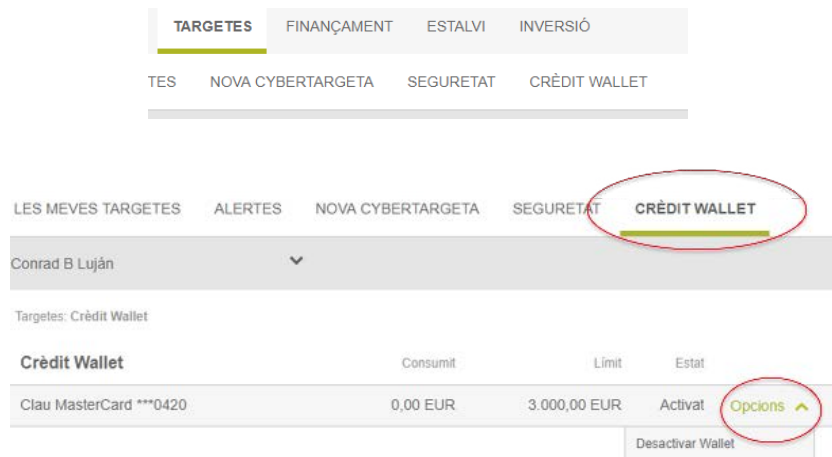 TARGETES FINANÇAMENT ESTALVI INVERSIÓ
TES NOVA CYBERTARGETA SEGURETAT CRÈDIT WALLET
LES MEVES TARGETES ALERTES NOVA CYBERTARGETA SEGURETAT CRÈDIT WALLET
Conrad B Luján
Targetes: Crèdit Wallet
Crèdit Wallet Consumit Límit Estat
Clau MasterCard ***0420 0,00 EUR 3.000,00 EUR Activat Opcions
Desactivar Wallet